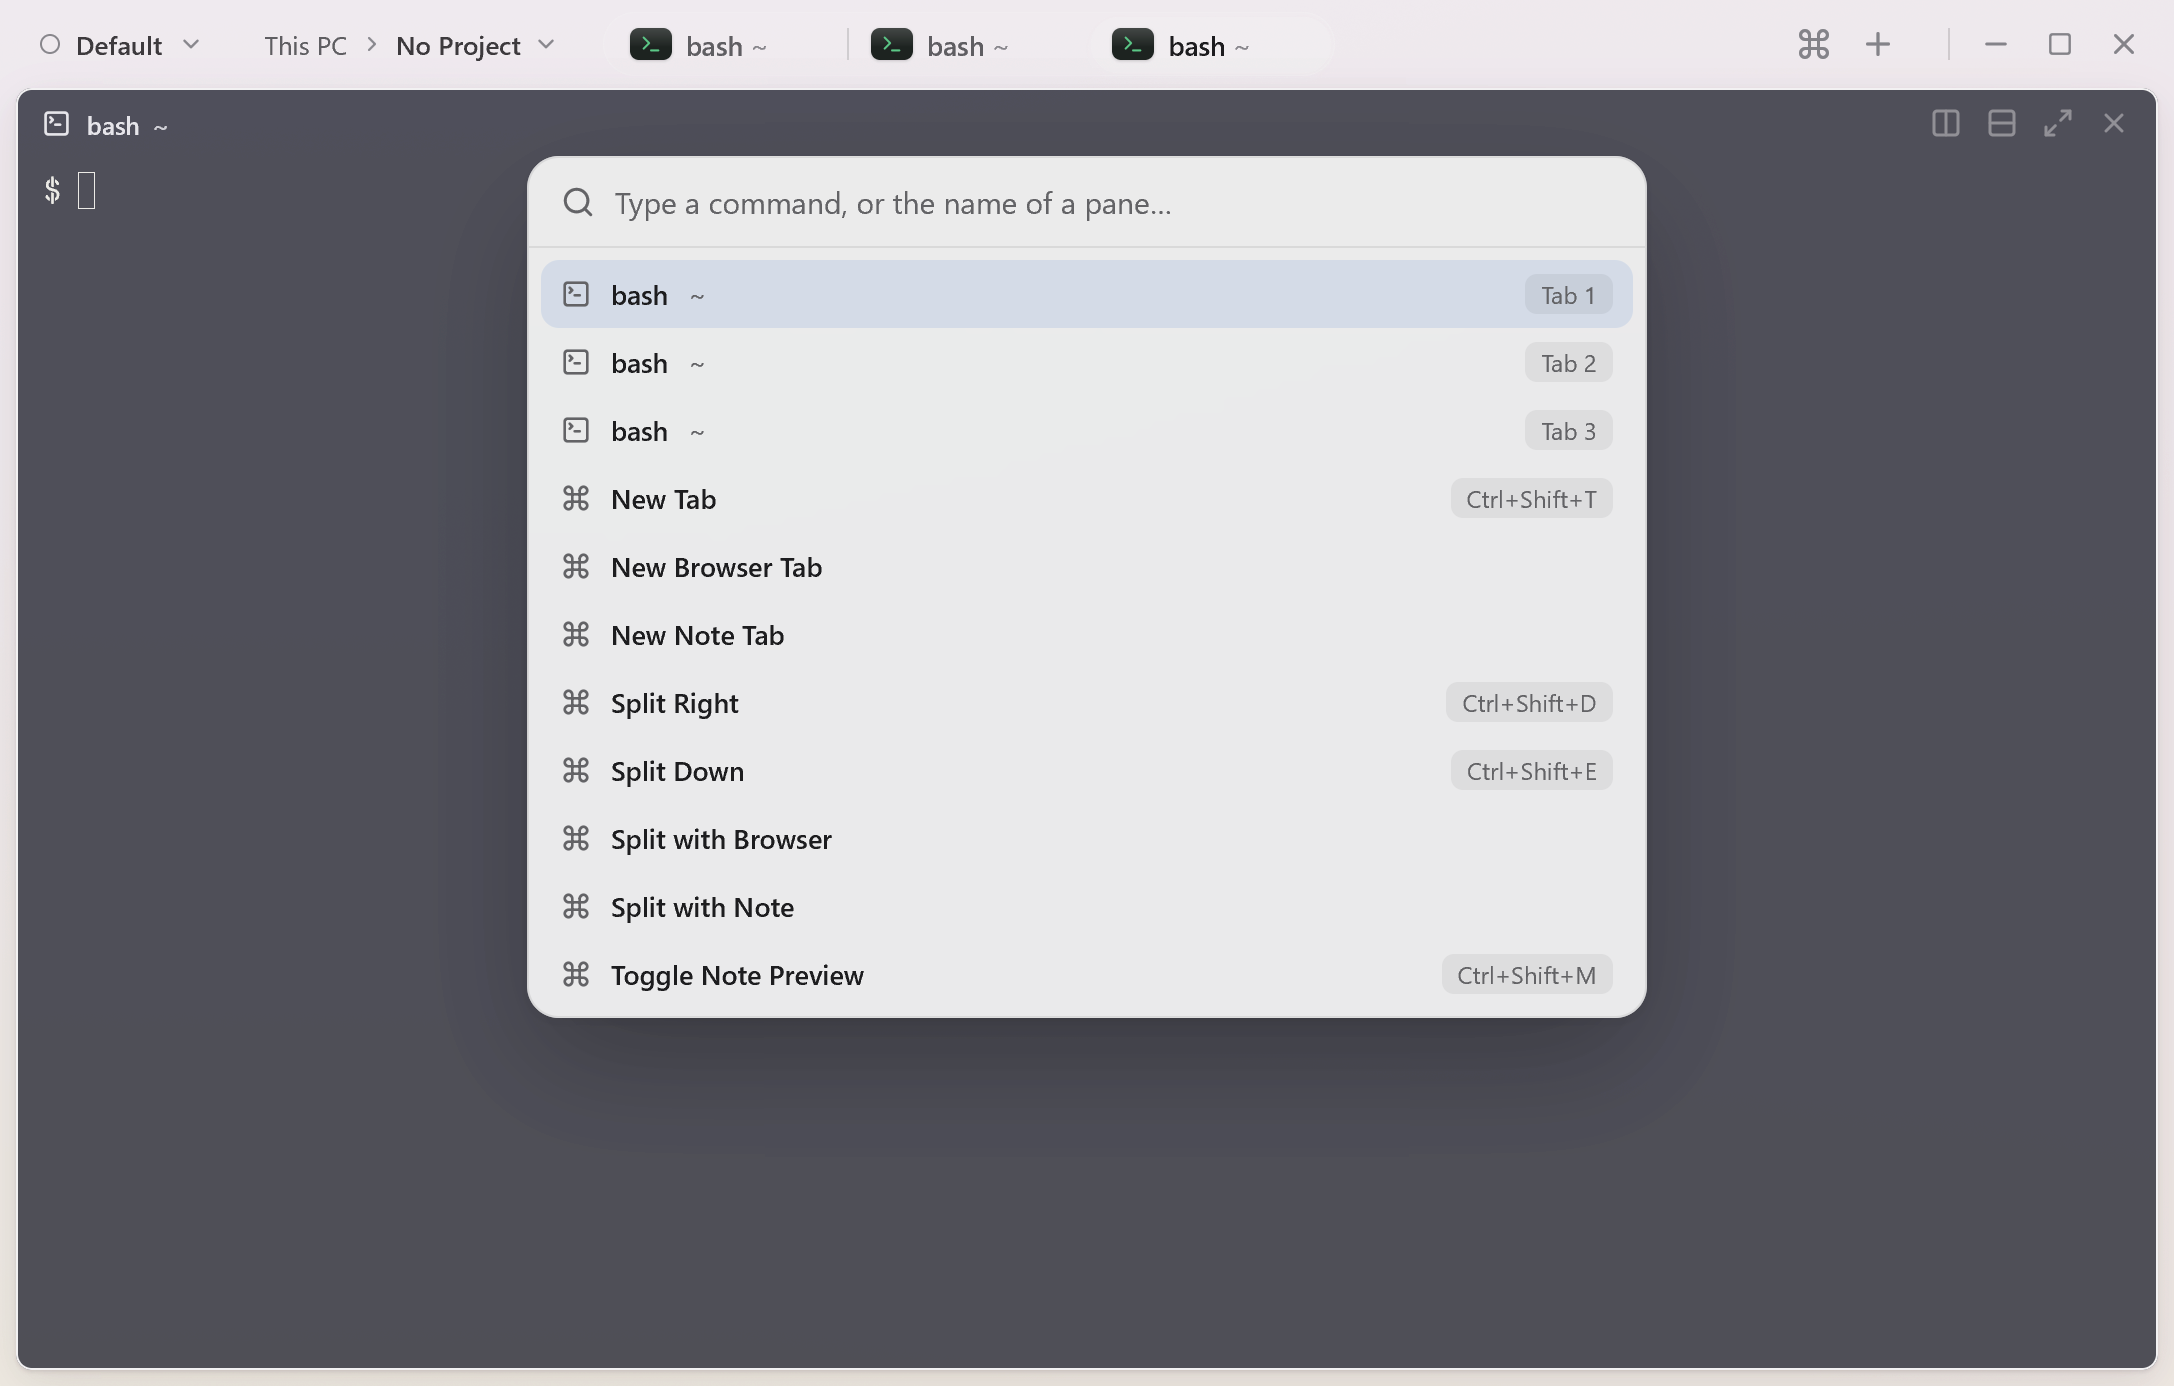 Default This PC > No Project bash ~ bash ~ bash ~
bash ~
$
Type a command, or the name of a pane...
bash ~ Tab 1
bash ~ Tab 2
bash ~ Tab 3
New Tab Ctrl+Shift+T
New Browser Tab
New Note Tab
Split Right Ctrl+Shift+D
Split Down Ctrl+Shift+E
Split with Browser
Split with Note
Toggle Note Preview Ctrl+Shift+M